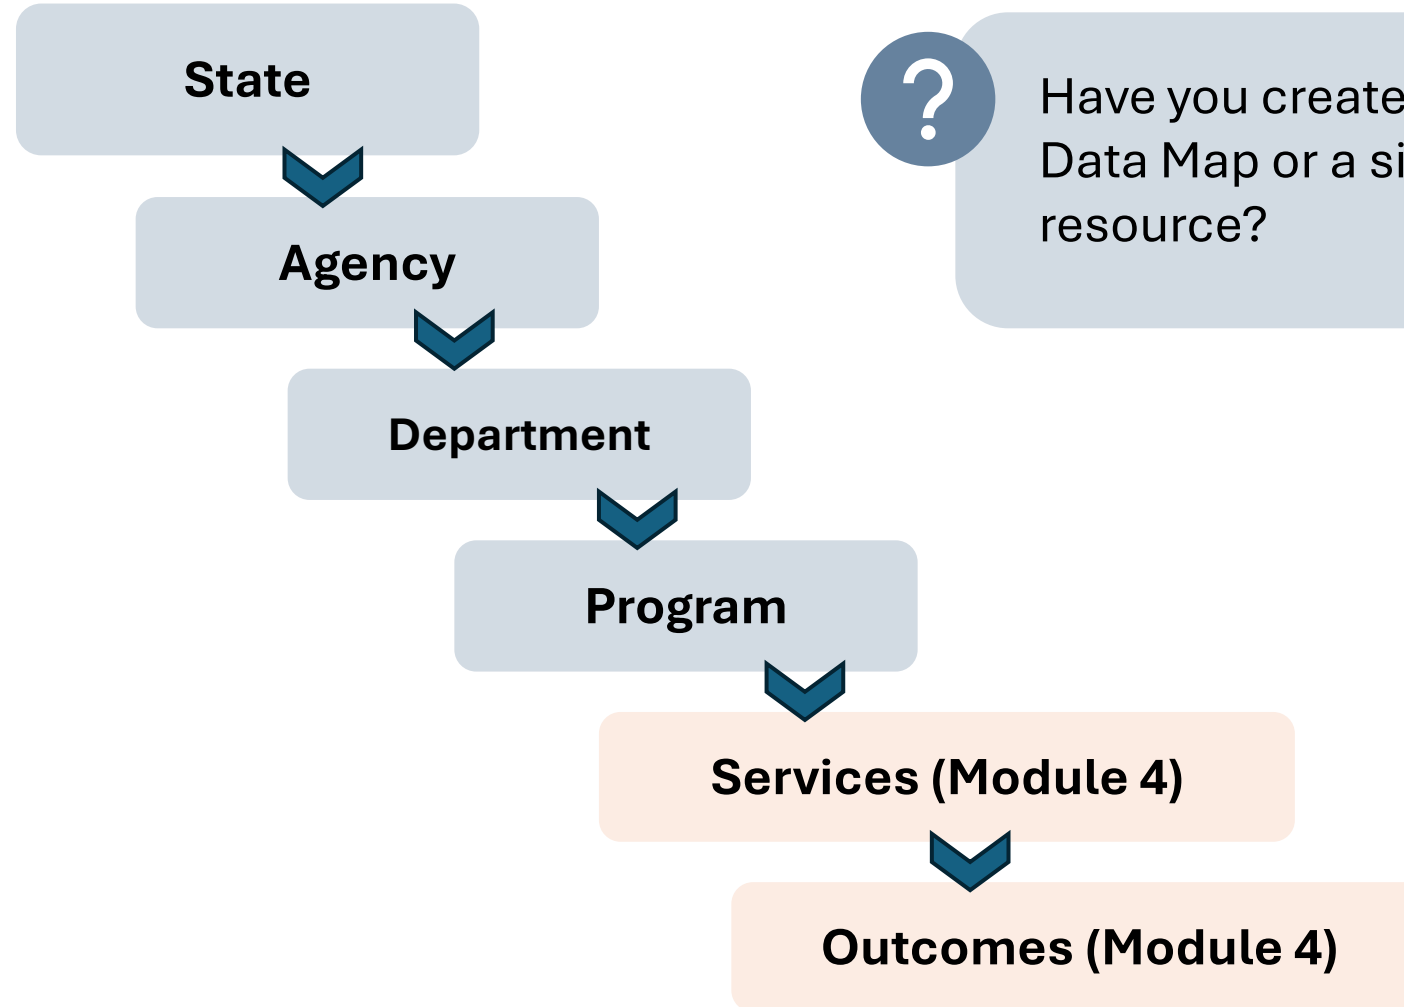 State
Have you create
Data Map or a si
resource?
Agency
Department
Program
Services (Module 4)
Outcomes (Module 4)